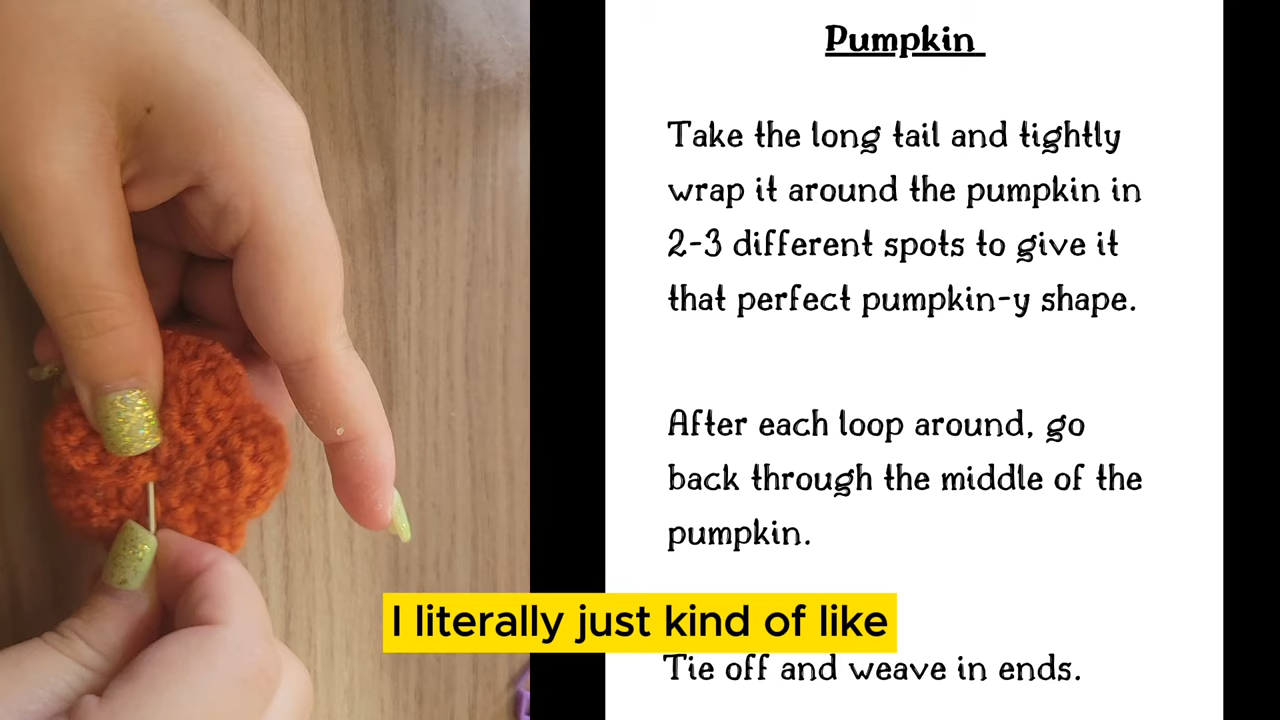 Pumpkin
Take the long tail and tightly
wrap it around the pumpkin in
2-3 different spots to give it
that perfect pumpkin-y shape.
After each loop around, go
back through the middle of the
pumpkin.
I literally just kind of like
Tie off and weave in ends.